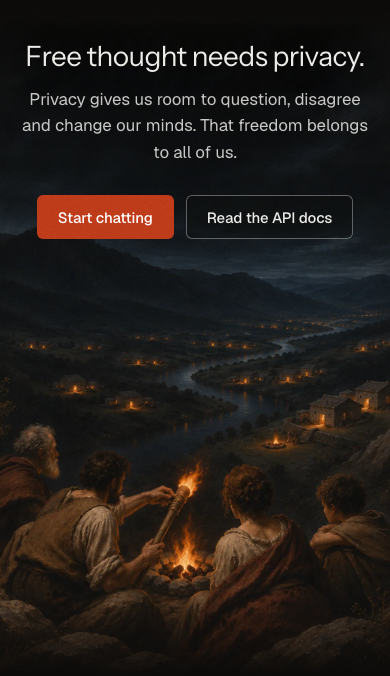 Free thought needs privacy.
Privacy gives us room to question, disagree
and change our minds. That freedom belongs
to all of us.
Start chatting
Read the API docs